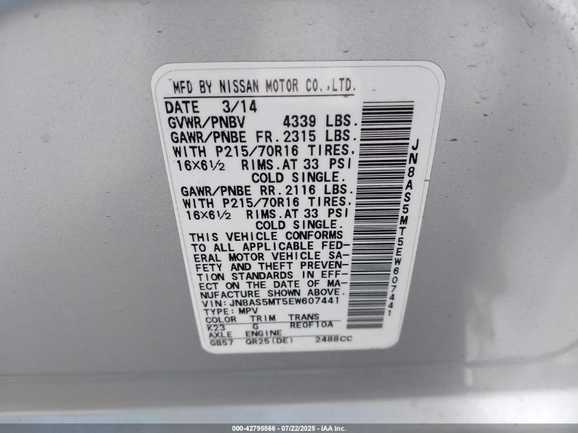 MFD BY NISSAN MOTOR CO.,LTD.
DATE 3/14
GVWR/PNBV 4339 LBS.
GAWR/PNBE FR. 2315 LBS.
WITH P215/70R16 TIRES.
16×6½ RIMS.AT 33 PSI
COLD SINGLE.
GAWR/PNBE RR. 2116 LBS.
WITH P215/70R16 TIRES.
16×6½ RIMS.AT 33 PSI
COLD SINGLE.
THIS VEHICLE CONFORMS
TO ALL APPLICABLE FED-
ERAL MOTOR VEHICLE SA-
FETY AND THEFT PREVEN-
TION STANDARDS IN EFF-
ECT ON THE DATE OF MA-
NUFACTURE SHOWN ABOVE.
VIN: JN8AS5MT5EW607441
TYPE: MPV
COLOR TRIM TRANS
K23 G RE0F10A
AXLE ENGINE
GB57 QR25(DE) 2488CC
JN8AS5MT5EW607441
000-42795566 - 07/22/2025 - IAA, Inc.